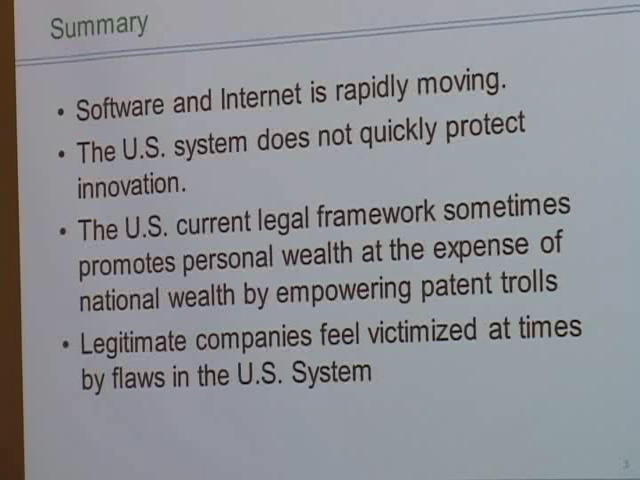 Summary
• Software and Internet is rapidly moving.
• The U.S. system does not quickly protect
innovation.
• The U.S. current legal framework sometimes
promotes personal wealth at the expense of
national wealth by empowering patent trolls
• Legitimate companies feel victimized at times
by flaws in the U.S. System
3